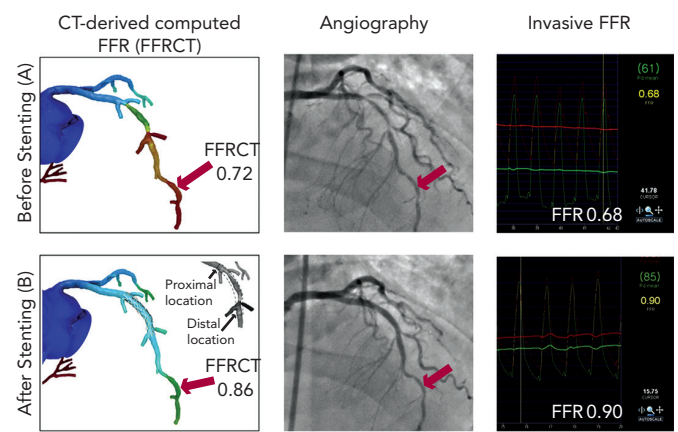 CT-derived computed
FFR (FFRCT)
Angiography
Invasive FFR
Before Stenting (A)
FFRCT
0.72
(61)
Pd mean
0.68
FFR
41.78
CURSOR
AUTOSCALE
FFR 0.68
After Stenting (B)
Proximal
location
Distal
location
FFRCT
0.86
(85)
Pd mean
0.90
FFR
15.75
CURSOR
AUTOSCALE
FFR 0.90